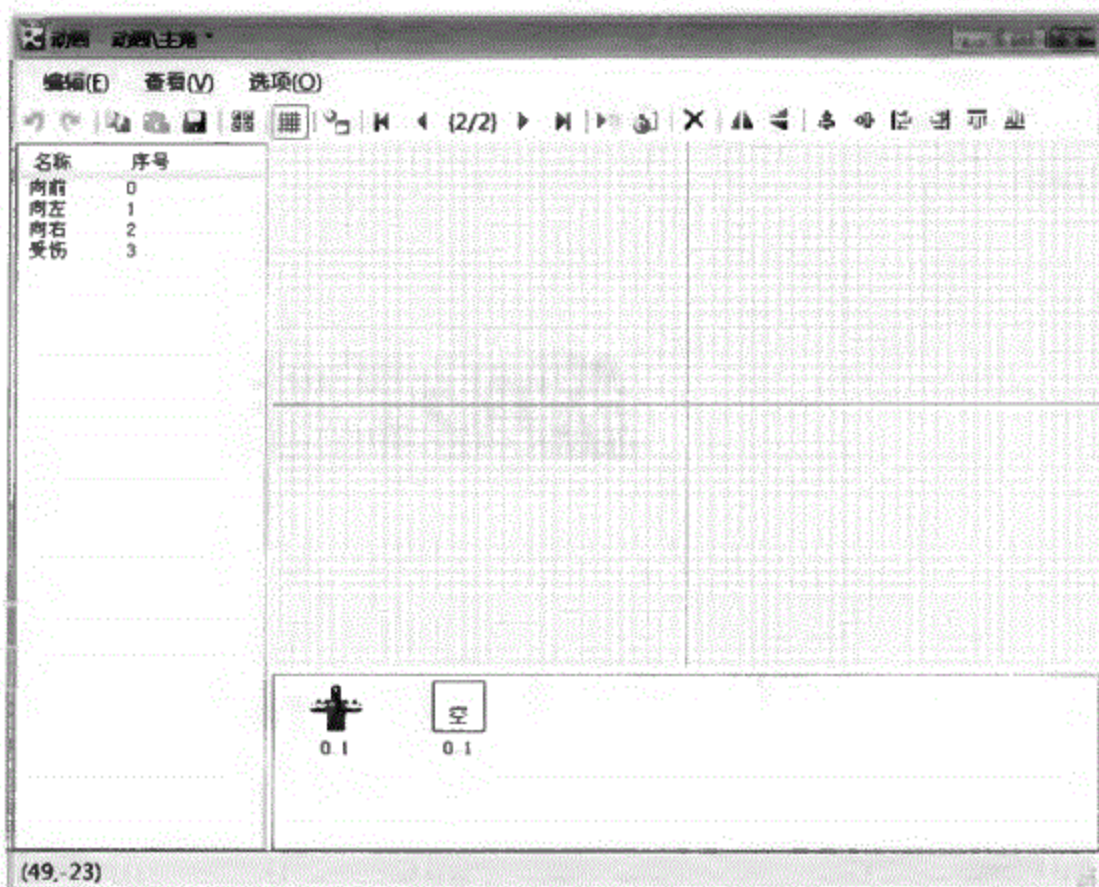 动画 动画\主角 *
编辑(E) 查看(V) 选项(O)
(2/2)
名称 序号
向前 0
向左 1
向右 2
受伤 3
空
0.1 0.1
(49,-23)